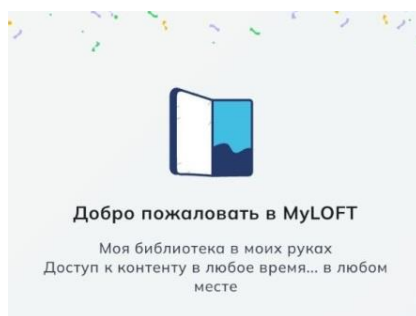 Добро пожаловать в MyLOFT
Моя библиотека в моих руках
Доступ к контенту в любое время... в любом
месте